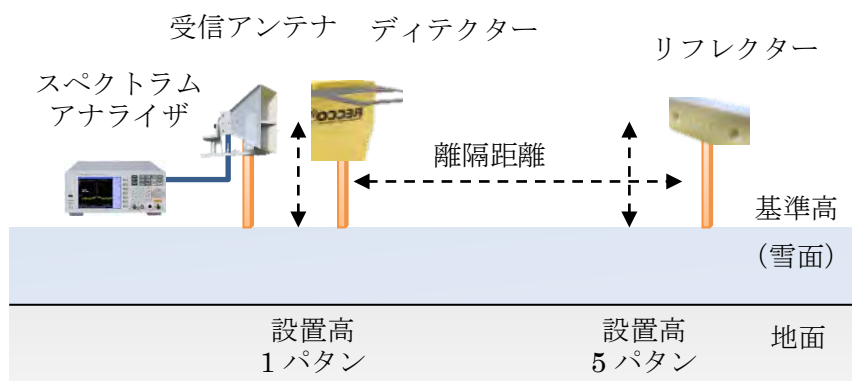 受信アンテナ
ディテクター
リフレクター
スペクトラム
アナライザ
RECCO
離隔距離
基準高
(雪面)
設置高
1 パタン
設置高
5 パタン
地面